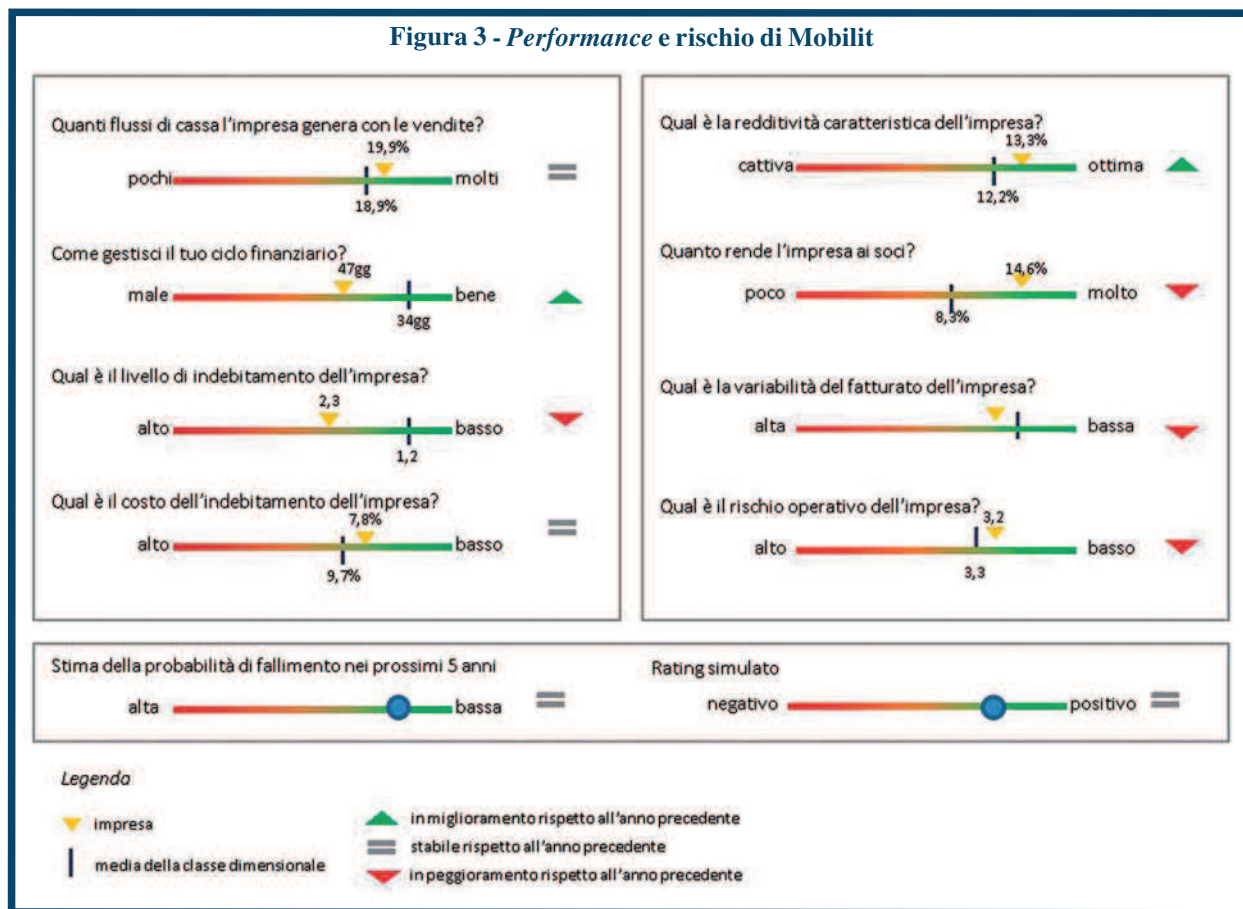 Figura 3 - Performance e rischio di Mobilit
Quanti flussi di cassa l'impresa genera con le vendite?
19,9%
pochi molti
18,9%
Come gestisci il tuo ciclo finanziario?
47gg
male bene
34gg
Qual è il livello di indebitamento dell'impresa?
2,3
alto basso
1,2
Qual è il costo dell'indebitamento dell'impresa?
7,8%
alto basso
9,7%
Qual è la redditività caratteristica dell'impresa?
13,3%
cattiva ottima
12,2%
Quanto rende l'impresa ai soci?
14,6%
poco molto
8,3%
Qual è la variabilità del fatturato dell'impresa?
alta bassa
Qual è il rischio operativo dell'impresa?
3,2
alto basso
3,3
Stima della probabilità di fallimento nei prossimi 5 anni
alta bassa
Rating simulato
negativo positivo
Legenda
impresa
media della classe dimensionale
in miglioramento rispetto all'anno precedente
stabile rispetto all'anno precedente
in peggioramento rispetto all'anno precedente